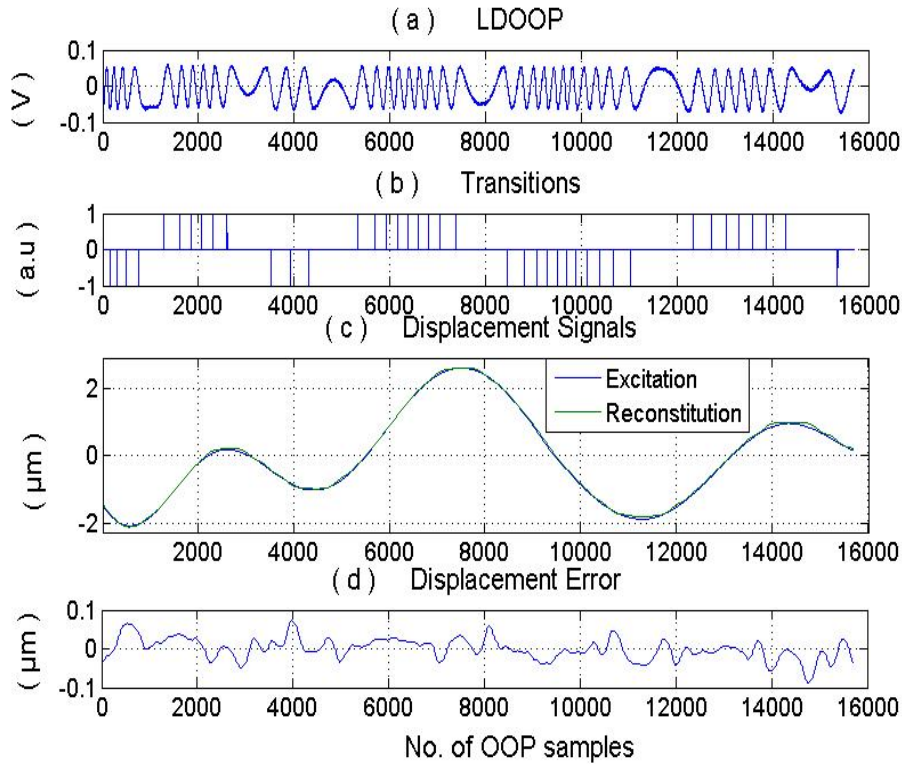 ( a ) LDOOP
0.1
0
-0.1
( V )
0 2000 4000 6000 8000 10000 12000 14000 16000
( b ) Transitions
1
0
-1
( a.u )
0 2000 4000 6000 8000 10000 12000 14000 16000
( c ) Displacement Signals
2
0
-2
( µm )
Excitation
Reconstitution
2000 4000 6000 8000 10000 12000 14000 16000
( d ) Displacement Error
0.1
0
-0.1
( µm )
0 2000 4000 6000 8000 10000 12000 14000 16000
No. of OOP samples